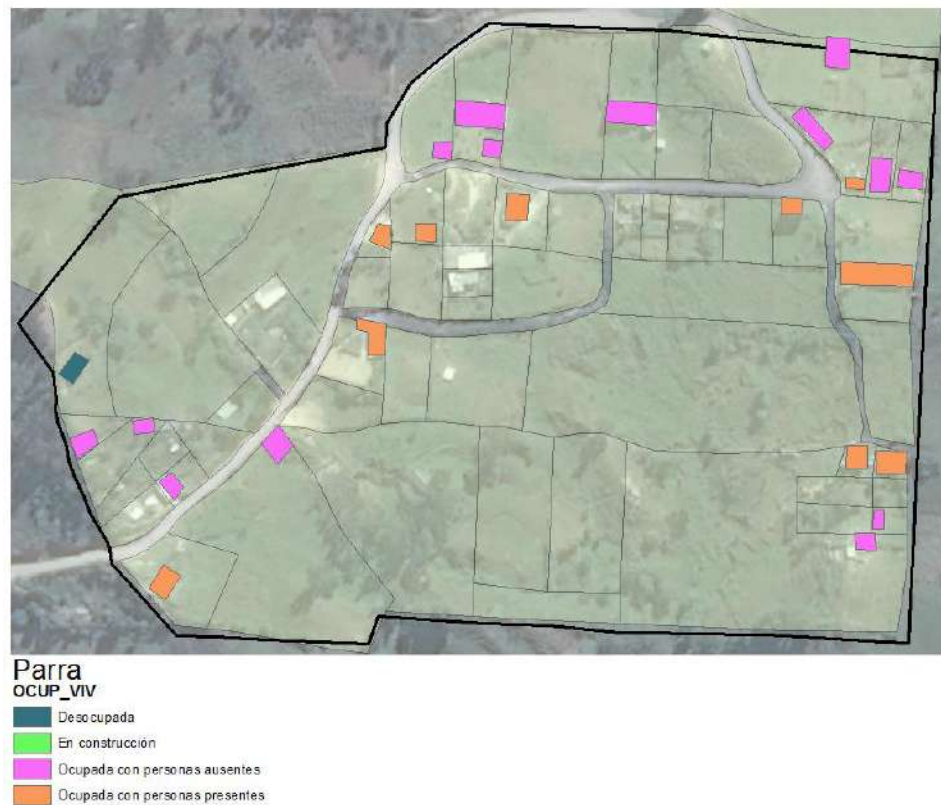 Parra
OCUP_VIV
Desocupada
En construcción
Ocupada con personas ausentes
Ocupada con personas presentes